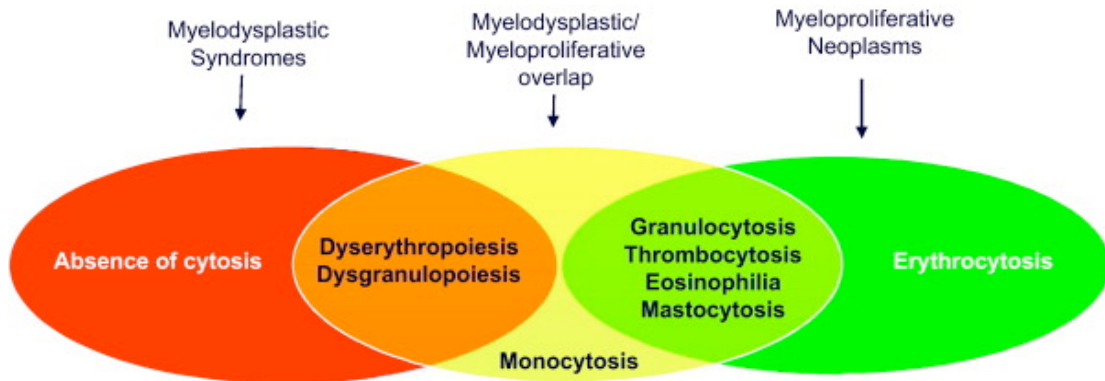 Myelodysplastic
Syndromes
Myelodysplastic/
Myeloproliferative
overlap
Myeloproliferative
Neoplasms
Absence of cytosis
Dyserythropoiesis
Dysgranulopoiesis
Granulocytosis
Thrombocytosis
Eosinophilia
Mastocytosis
Erythrocytosis
Monocytosis